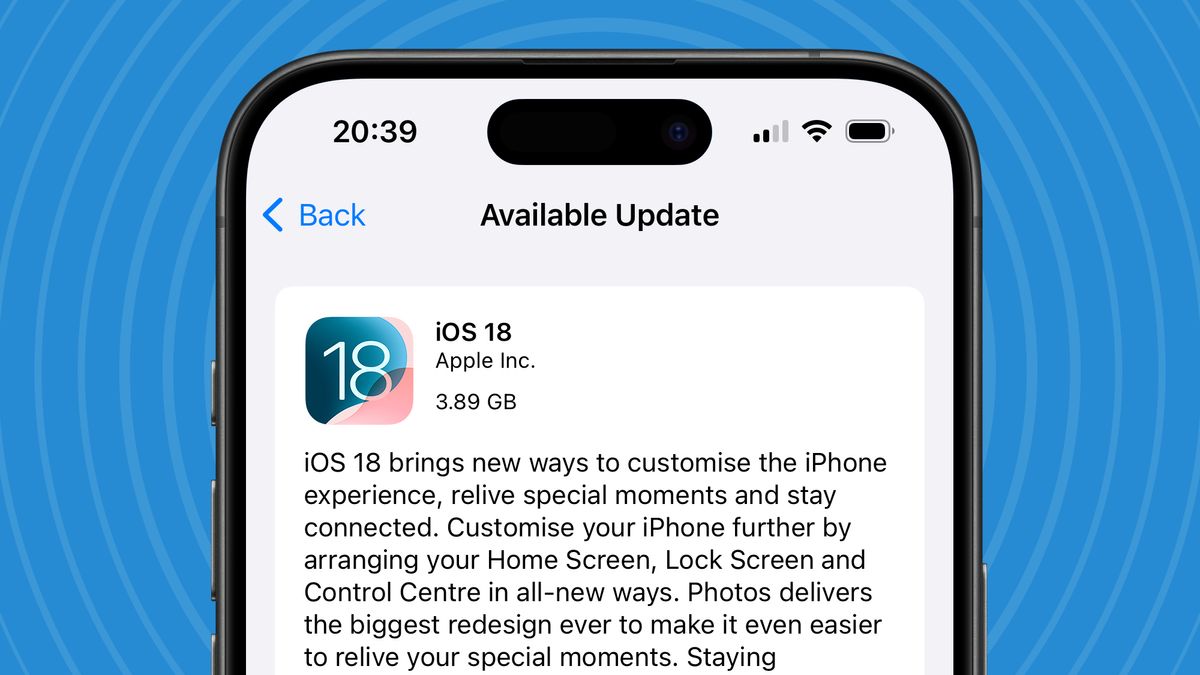 20:39
Back
Available Update
18
iOS 18
Apple Inc.
3.89 GB
iOS 18 brings new ways to customise the iPhone
experience, relive special moments and stay
connected. Customise your iPhone further by
arranging your Home Screen, Lock Screen and
Control Centre in all-new ways. Photos delivers
the biggest redesign ever to make it even easier
to relive your special moments. Staying